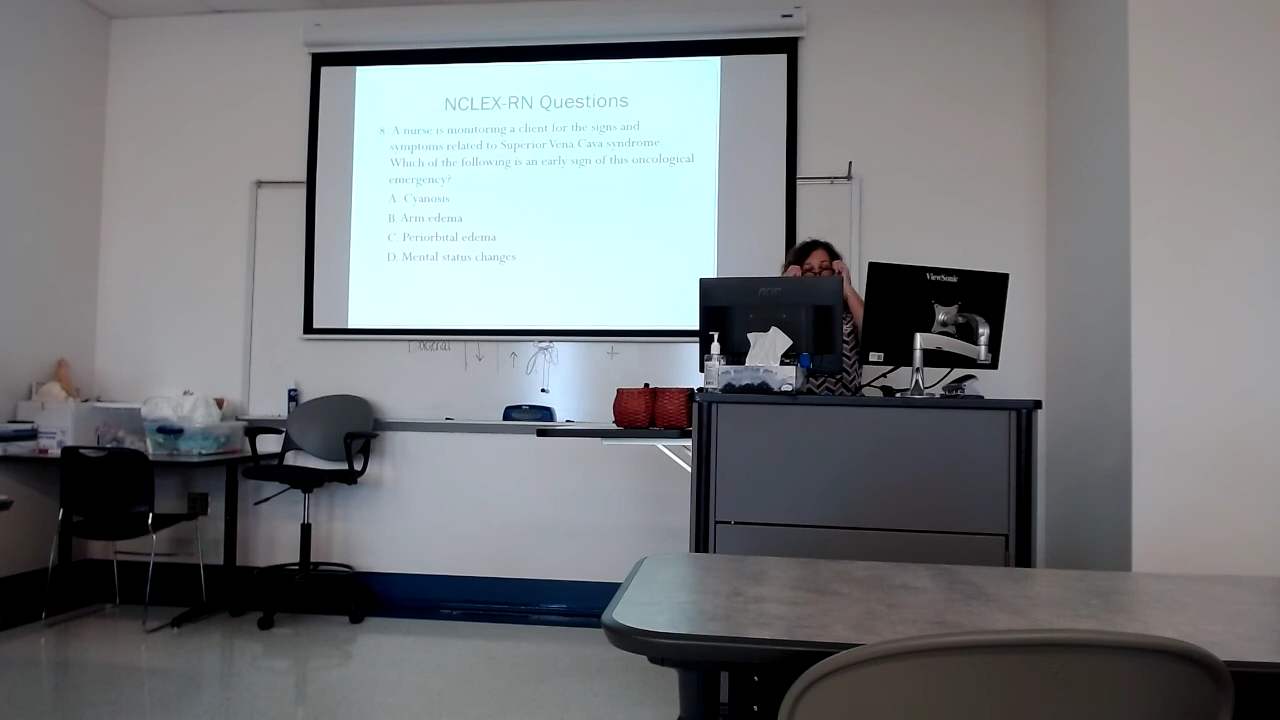 NCLEX-RN Questions
8. A nurse is monitoring a client for the signs and
symptoms related to Superior Vena Cava syndrome.
Which of the following is an early sign of this oncological
emergency?
A. Cyanosis
B. Arm edema
C. Periorbital edema
D. Mental status changes
ViewSonic